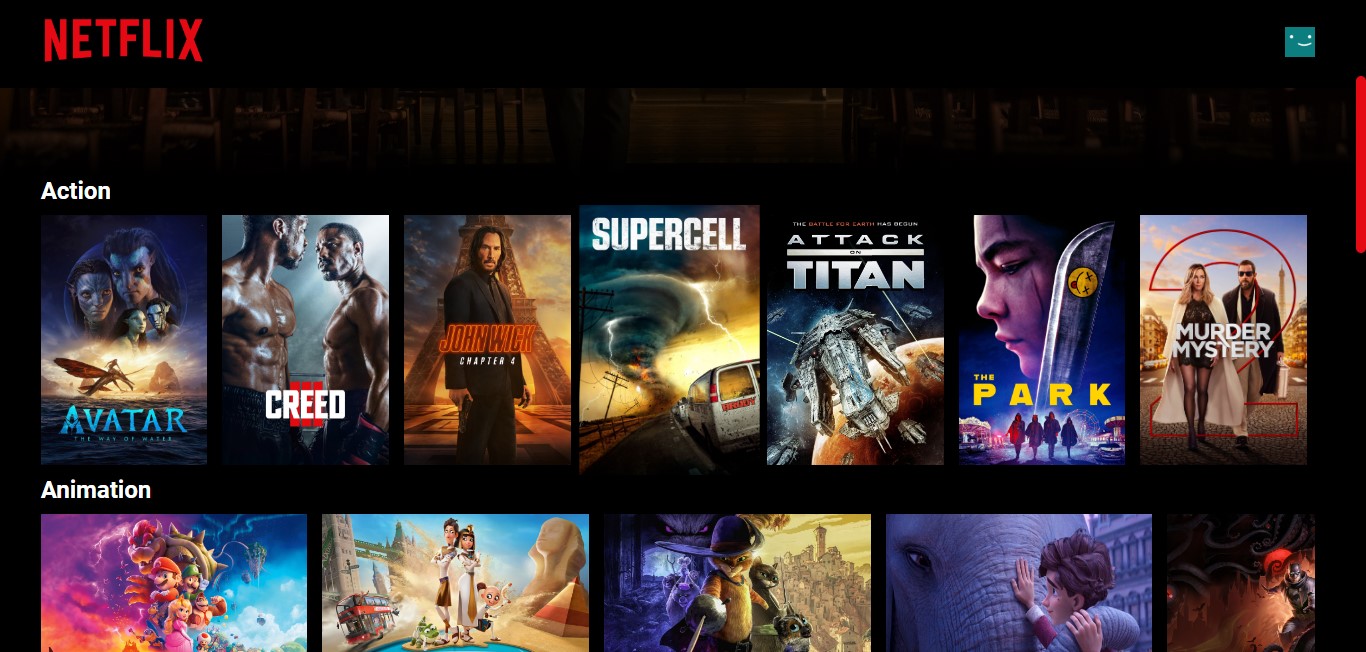 NETFLIX
Action
AVATAR
THE WAY OF WATER
CREED
III
JOHN WICK
CHAPTER 4
SUPERCELL
THE BATTLE FOR EARTH HAS BEGUN
ATTACK
ON
TITAN
THE
PARK
2
MURDER
MYSTERY
Animation